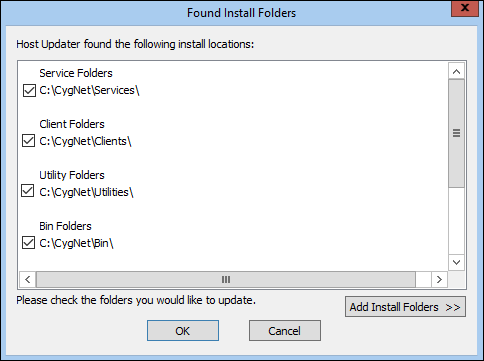 Found Install Folders
x
Host Updater found the following install locations:
Service Folders
C:\CygNet\Services\
Client Folders
C:\CygNet\Clients\
Utility Folders
C:\CygNet\Utilities\
Bin Folders
C:\CygNet\Bin\
Please check the folders you would like to update.
Add Install Folders >>
OK
Cancel